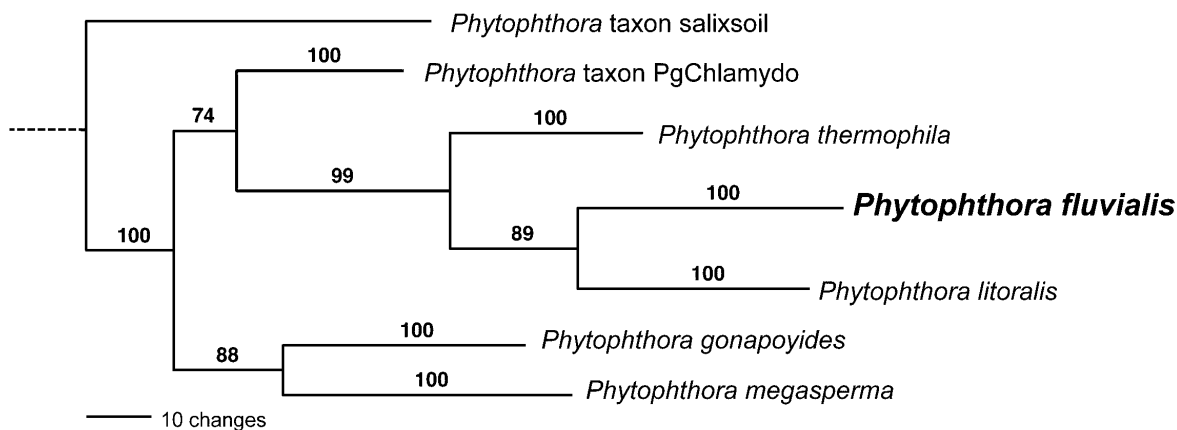 Phytophthora taxon salixsoil
100
Phytophthora taxon PgChlamydo
74
100
Phytophthora thermophila
99
100
Phytophthora fluvialis
100
89
100
Phytophthora litoralis
100
Phytophthora gonapoyides
88
100
Phytophthora megasperma
10 changes